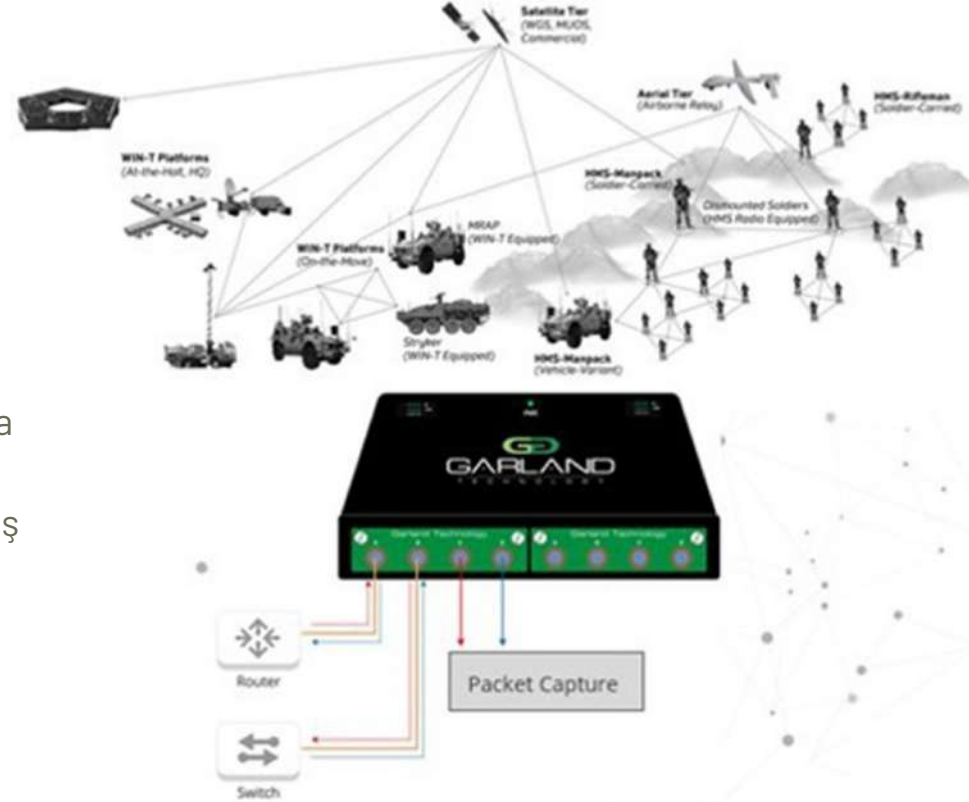 Satellite Tier
(WGS, MUOS,
Commercial)
Aerial Tier
(Airborne Relay)
HMS-Rifleman
(Soldier-Carried)
WIN-T Platforms
(At-the-Halt, HQ)
HMS-Manpack
(Soldier-Carried)
Dismounted Soldiers
(HMS Radio Equipped)
MRAP
(WIN-T Equipped)
WIN-T Platforms
(On-the-Move)
Stryker
(WIN-T Equipped)
HMS-Manpack
(Vehicle-Variant)
a
ş
GARLAND
TECHNOLOGY
Garland Technology
Garland Technology
Router
Packet Capture
Switch